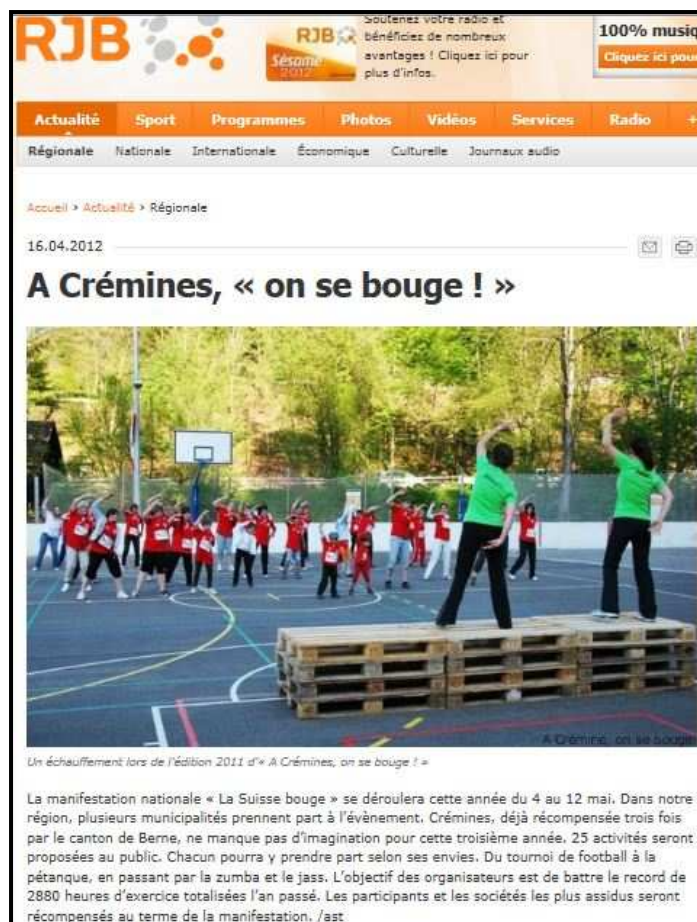 RJB
Soutenez votre radio et
RJB bénéficiez de nombreux
avantages ! Cliquez ici pour
plus d'infos.
Sésame
2012
100% musiq
Cliquez ici pour
Actualité Sport Programmes Photos Vidéos Services Radio +
Régionale Nationale Internationale Économique Culturelle Journaux audio
Accueil > Actualité > Régionale
16.04.2012
A Crémines, « on se bouge ! »
A Crémine, on se bouge
Un échauffement lors de l'édition 2011 d'« A Crémines, on se bouge ! »
La manifestation nationale « La Suisse bouge » se déroulera cette année du 4 au 12 mai. Dans notre
région, plusieurs municipalités prennent part à l'évènement. Crémines, déjà récompensée trois fois
par le canton de Berne, ne manque pas d'imagination pour cette troisième année. 25 activités seront
proposées au public. Chacun pourra y prendre part selon ses envies. Du tournoi de football à la
pétanque, en passant par la zumba et le jass. L'objectif des organisateurs est de battre le record de
2880 heures d'exercice totalisées l'an passé. Les participants et les sociétés les plus assidus seront
récompensés au terme de la manifestation. /ast